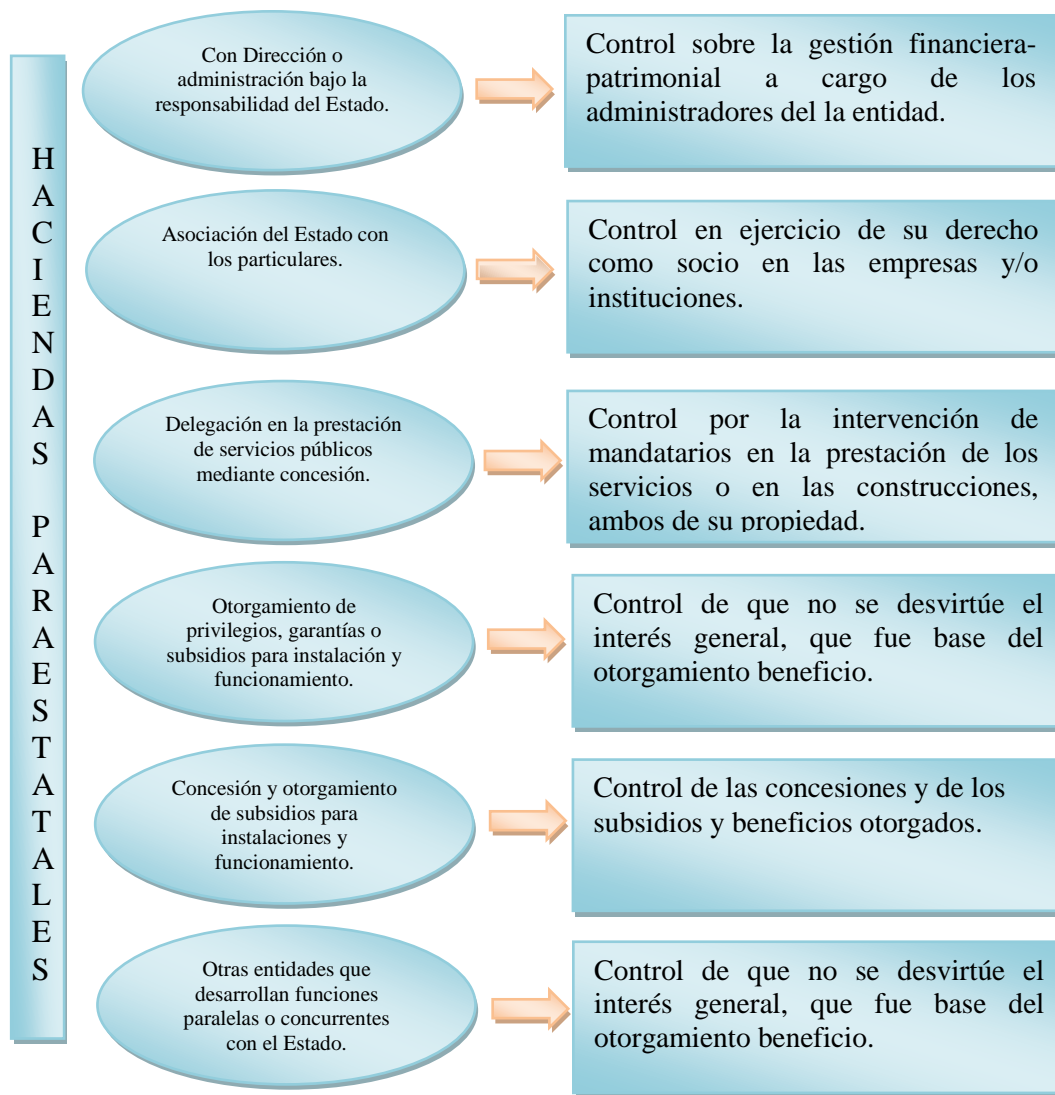 HACIENDAS PARAESTATALES
Con Dirección o
administración bajo la
responsabilidad del Estado.
Control sobre la gestión financiera-
patrimonial a cargo de los
administradores del la entidad.
Asociación del Estado con
los particulares.
Control en ejercicio de su derecho
como socio en las empresas y/o
instituciones.
Delegación en la prestación
de servicios públicos
mediante concesión.
Control por la intervención de
mandatarios en la prestación de los
servicios o en las construcciones,
ambos de su propiedad.
Otorgamiento de
privilegios, garantías o
subsidios para instalación y
funcionamiento.
Control de que no se desvirtúe el
interés general, que fue base del
otorgamiento beneficio.
Concesión y otorgamiento
de subsidios para
instalaciones y
funcionamiento.
Control de las concesiones y de los
subsidios y beneficios otorgados.
Otras entidades que
desarrollan funciones
paralelas o concurrentes
con el Estado.
Control de que no se desvirtúe el
interés general, que fue base del
otorgamiento beneficio.